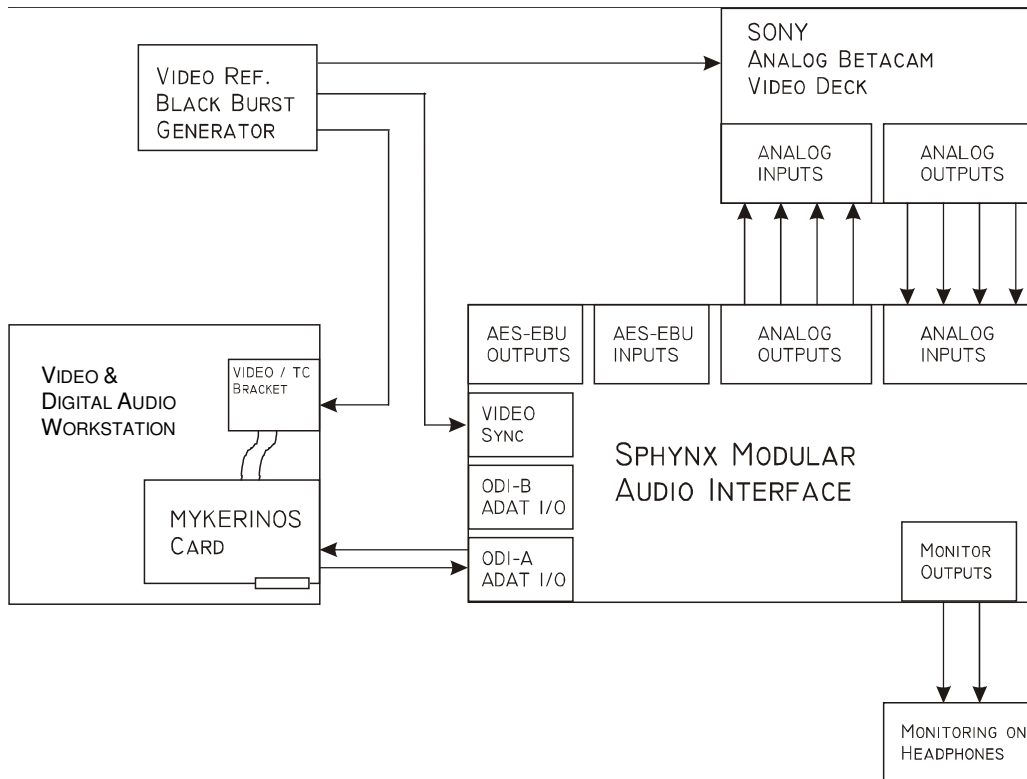 SONY
ANALOG BETACAM
VIDEO DECK
VIDEO REF.
BLACK BURST
GENERATOR
ANALOG
INPUTS
ANALOG
OUTPUTS
AES-EBU
OUTPUTS
AES-EBU
INPUTS
ANALOG
OUTPUTS
ANALOG
INPUTS
VIDEO &
DIGITAL AUDIO
WORKSTATION
VIDEO / TC
BRACKET
VIDEO
SYNC
SPHYNX MODULAR
AUDIO INTERFACE
ODI-B
ADAT I/O
MYKERINOS
CARD
ODI-A
ADAT I/O
MONITOR
OUTPUTS
MONITORING ON
HEADPHONES